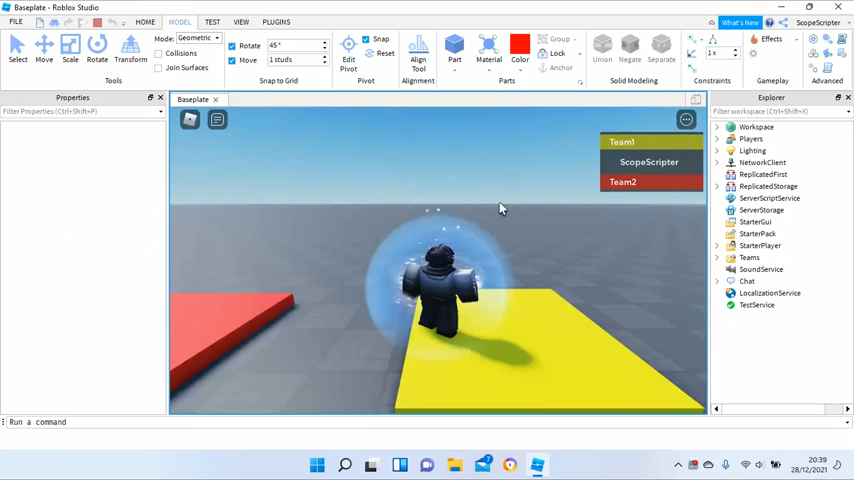 Baseplate - Roblox Studio
FILE HOME MODEL TEST VIEW PLUGINS What's New ScopeScripter
Select Move Scale Rotate Transform
Mode: Geometric
Collisions
Join Surfaces
Tools
Rotate 45 °
Move 1 studs
Snap to Grid
Edit Pivot
Snap
Reset
Pivot
Align Tool
Alignment
Part Material Color
Group
Lock
Anchor
Parts
Union Negate Separate
Solid Modeling
1 x
Constraints
Effects
Gameplay
Advanced
Properties
Filter Properties (Ctrl+Shift+P)
Baseplate
Team1
ScopeScripter
Team2
Explorer
Filter workspace (Ctrl+Shift+X)
Workspace
Players
Lighting
NetworkClient
ReplicatedFirst
ReplicatedStorage
ServerScriptService
ServerStorage
StarterGui
StarterPack
StarterPlayer
Teams
SoundService
Chat
LocalizationService
TestService
Run a command
7
20:39
28/12/2021